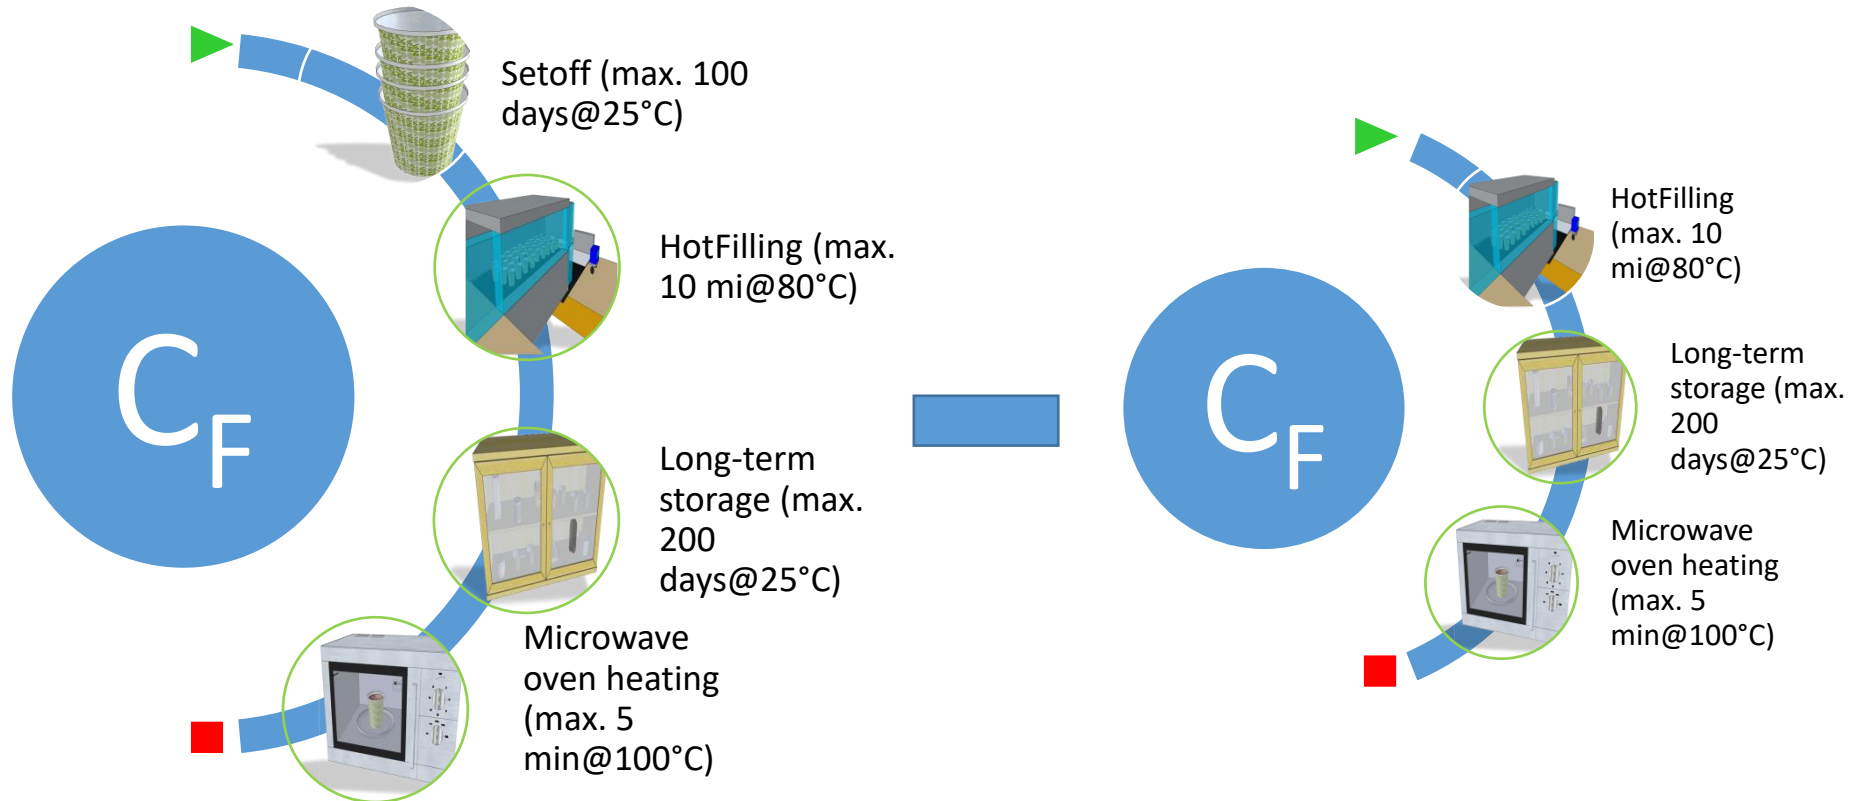 Setoff (max. 100
days@25°C)
HotFilling (max.
10 mi@80°C)
C_F
Long-term
storage (max.
200
days@25°C)
Microwave
oven heating
(max. 5
min@100°C)
HotFilling
(max. 10
mi@80°C)
C_F
Long-term
storage (max.
200
days@25°C)
Microwave
oven heating
(max. 5
min@100°C)